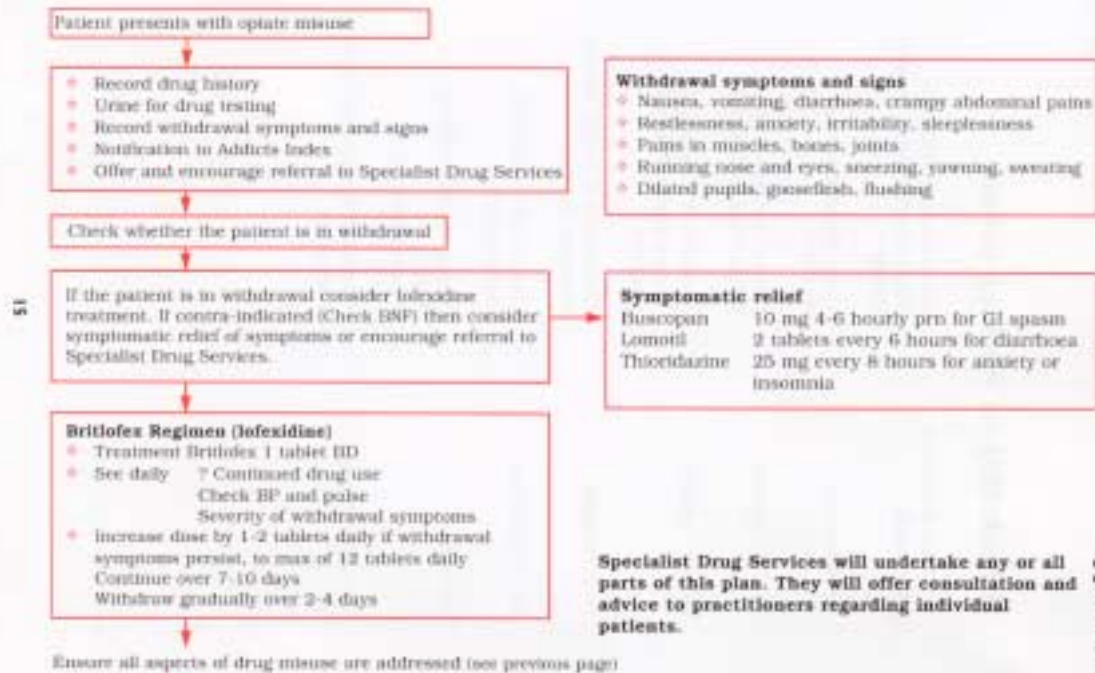 Patient presents with opiate misuse
Record drug history
Urine for drug testing
Record withdrawal symptoms and signs
Notification to Addicts Index
Offer and encourage referral to Specialist Drug Services
Check whether the patient is in withdrawal
If the patient is in withdrawal consider lofexidine
treatment. If contra-indicated (Check BNF) then consider
symptomatic relief of symptoms or encourage referral to
Specialist Drug Services.
Britlofex Regimen (lofexidine)
Treatment Britlofex 1 tablet BD
See daily ? Continued drug use
Check BP and pulse
Severity of withdrawal symptoms
Increase dose by 1-2 tablets daily if withdrawal
symptoms persist, to max of 12 tablets daily
Continue over 7-10 days
Withdraw gradually over 2-4 days
Ensure all aspects of drug misuse are addressed (see previous page)
Withdrawal symptoms and signs
Nausea, vomiting, diarrhoea, crampy abdominal pains
Restlessness, anxiety, irritability, sleeplessness
Pains in muscles, bones, joints
Running nose and eyes, sneezing, yawning, sweating
Dilated pupils, gooseflesh, flushing
Symptomatic relief
Buscopan 10 mg 4-6 hourly prn for GI spasm
Lomotil 2 tablets every 6 hours for diarrhoea
Thioridazine 25 mg every 8 hours for anxiety or
insomnia
Specialist Drug Services will undertake any or all
parts of this plan. They will offer consultation and
advice to practitioners regarding individual
patients.
15